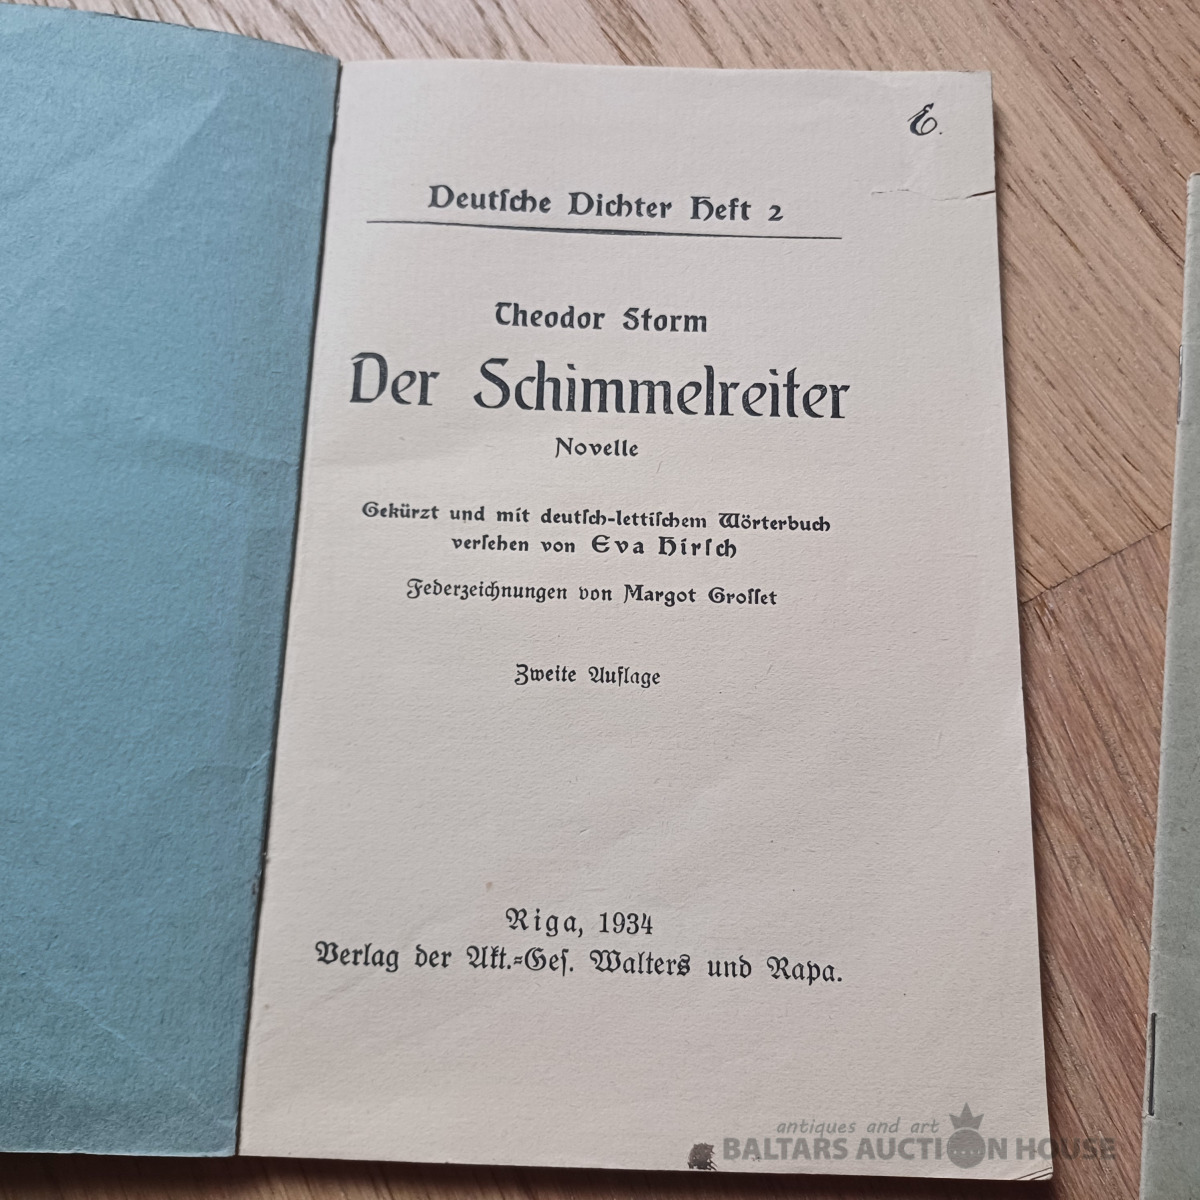 E.
Deutſche Dichter Heft 2
Theodor Storm
Der Schimmelreiter
Novelle
Gekürzt und mit deutſch-lettiſchem Wörterbuch
verſehen von Eva Hirſch
Federzeichnungen von Margot Groſſet
Zweite Auflage
Riga, 1934
Verlag der Akt.-Geſ. Walters und Rapa.
antiques and art
BALTARS AUCTION HOUSE